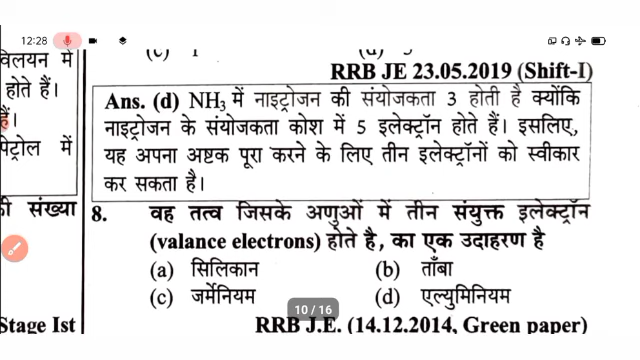 12:28
(c) 1
विलयन में
होते हैं।
हैं।
पेट्रोल में
की संख्या
Stage Ist
RRB JE 23.05.2019 (Shift-I)
Ans. (d) NH3 में नाइट्रोजन की संयोजकता 3 होती है क्योंकि
नाइट्रोजन के संयोजकता कोश में 5 इलेक्ट्रॉन होते हैं। इसलिए,
यह अपना अष्टक पूरा करने के लिए तीन इलेक्ट्रॉनों को स्वीकार
कर सकता है।
8. वह तत्व जिसके अणुओं में तीन संयुक्त इलेक्ट्रॉन
(valance electrons) होते है, का एक उदाहरण है
(a) सिलिकान (b) ताँबा
(c) जर्मेनियम (d) एल्युमिनियम
10 / 16
RRB J.E. (14.12.2014, Green paper)